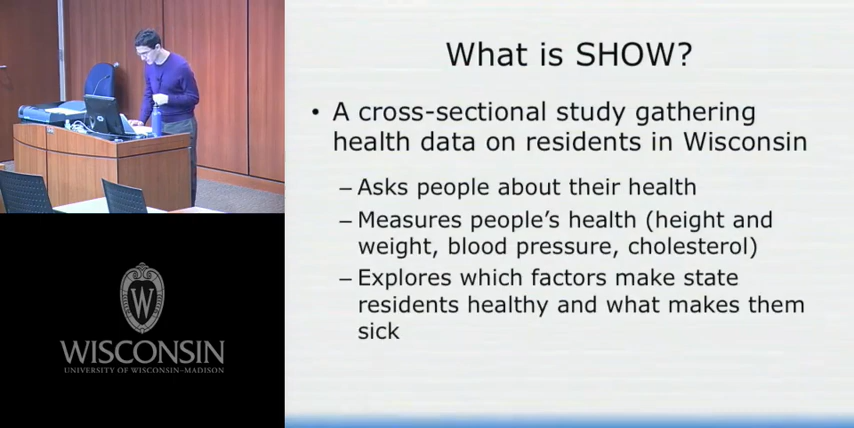 What is SHOW?
• A cross-sectional study gathering
health data on residents in Wisconsin
– Asks people about their health
– Measures people’s health (height and
weight, blood pressure, cholesterol)
– Explores which factors make state
residents healthy and what makes them
sick
W
WISCONSIN
UNIVERSITY OF WISCONSIN–MADISON